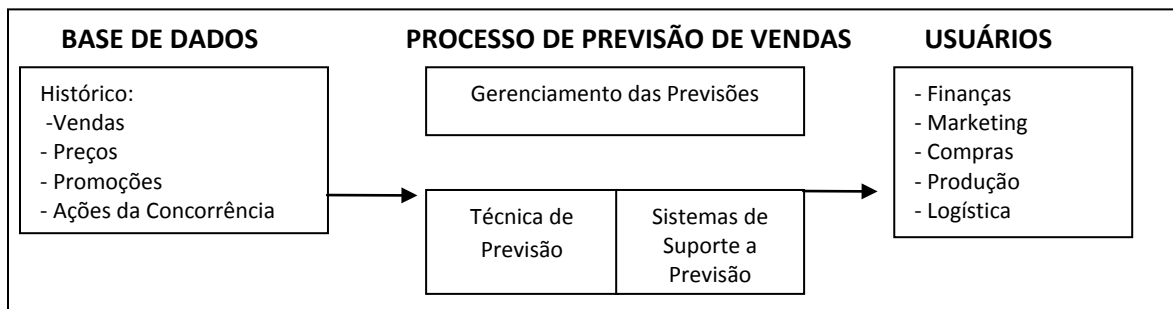 BASE DE DADOS
Histórico:
-Vendas
- Preços
- Promoções
- Ações da Concorrência
PROCESSO DE PREVISÃO DE VENDAS
Gerenciamento das Previsões
Técnica de
Previsão
Sistemas de
Suporte a
Previsão
USUÁRIOS
- Finanças
- Marketing
- Compras
- Produção
- Logística